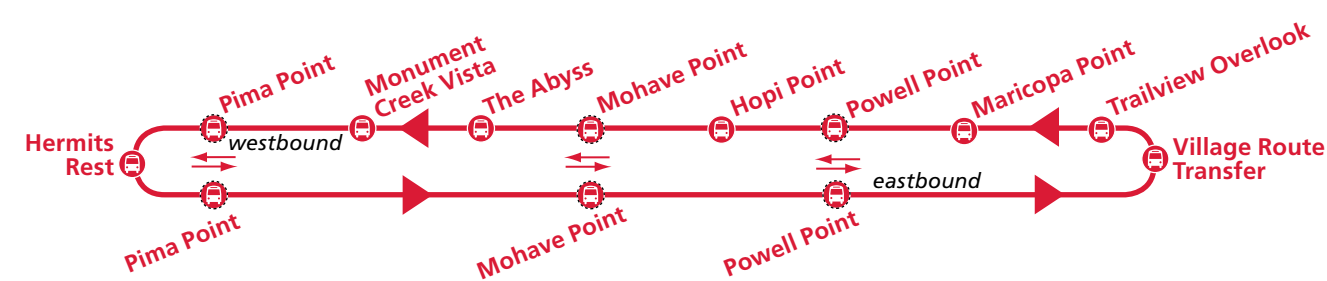 Pima Point
Monument
Creek Vista
The Abyss
Mohave Point
Hopi Point
Powell Point
Maricopa Point
Trailview Overlook
westbound
Hermits
Rest
Village Route
Transfer
eastbound
Pima Point
Mohave Point
Powell Point